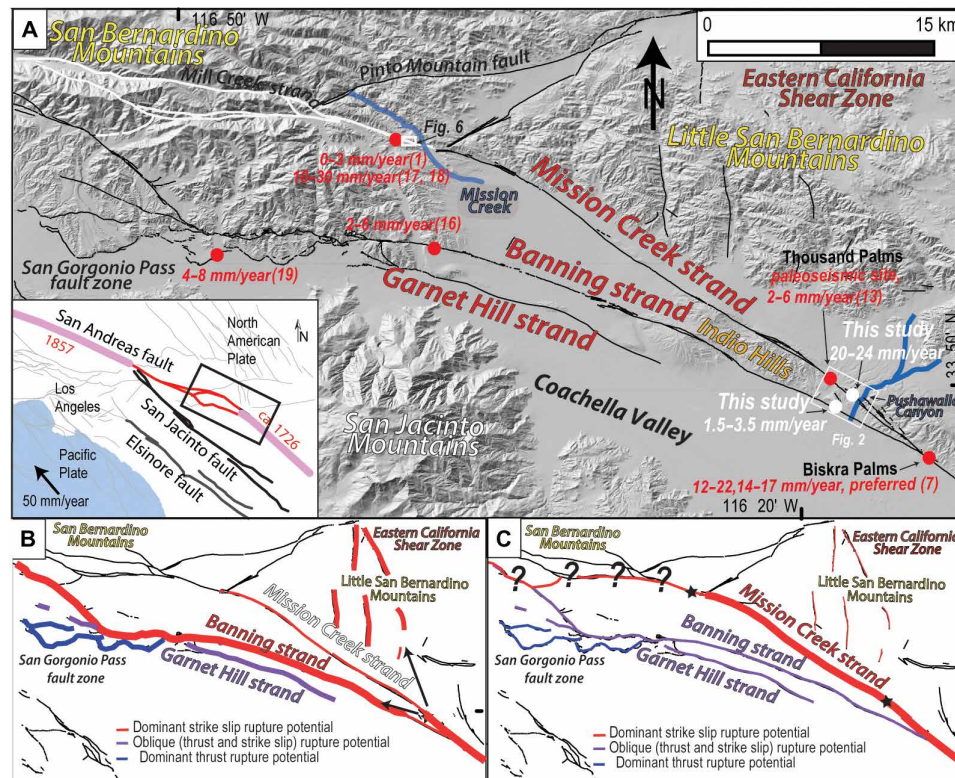 A
116 50' W
0
15 km
San Bernardino
Mountains
Mill Creek strand
Pinto Mountain fault
N
Eastern California
Shear Zone
Little San Bernardino
Mountains
Fig. 6
0–3 mm/year(1)
10–30 mm/year(17, 18)
Mission
Creek
2–6 mm/year(16)
San Gorgonio Pass
fault zone
4–8 mm/year(19)
Mission Creek strand
Banning strand
Garnet Hill strand
Indio Hills
Thousand Palms
paleoseismic site,
2–6 mm/year(13)
This study
20–24 mm/year
33 50' N
Pushawalla
Canyon
This study
1.5–3.5 mm/year
Fig. 2
Coachella Valley
San Jacinto
Mountains
Biskra Palms
12–22,14–17 mm/year, preferred (7)
116 20' W
San Andreas fault
1857
North
American
Plate
N
Los
Angeles
San Jacinto fault
Elsinore fault
ca. 1726
Pacific
Plate
50 mm/year
B
San Bernardino
Mountains
Eastern California
Shear Zone
Little San Bernardino
Mountains
Mission Creek strand
Banning strand
Garnet Hill strand
San Gorgonio Pass
fault zone
Dominant strike slip rupture potential
Oblique (thrust and strike slip) rupture potential
Dominant thrust rupture potential
C
San Bernardino
Mountains
Eastern California
Shear Zone
? ? ? ?
Little San Bernardino
Mountains
Mission Creek strand
Banning strand
Garnet Hill strand
San Gorgonio Pass
fault zone
Dominant strike slip rupture potential
Oblique (thrust and strike slip) rupture potential
Dominant thrust rupture potential